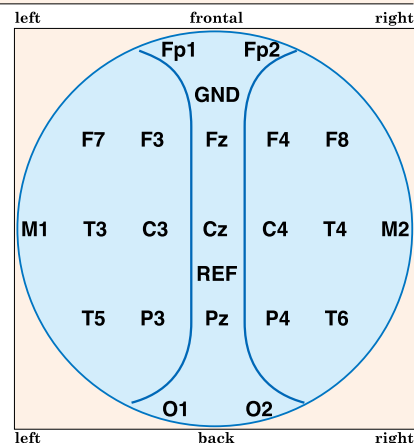 left frontal right
Fp1 Fp2
GND
F7 F3 Fz F4 F8
M1 T3 C3 Cz C4 T4 M2
REF
T5 P3 Pz P4 T6
O1 O2
left back right